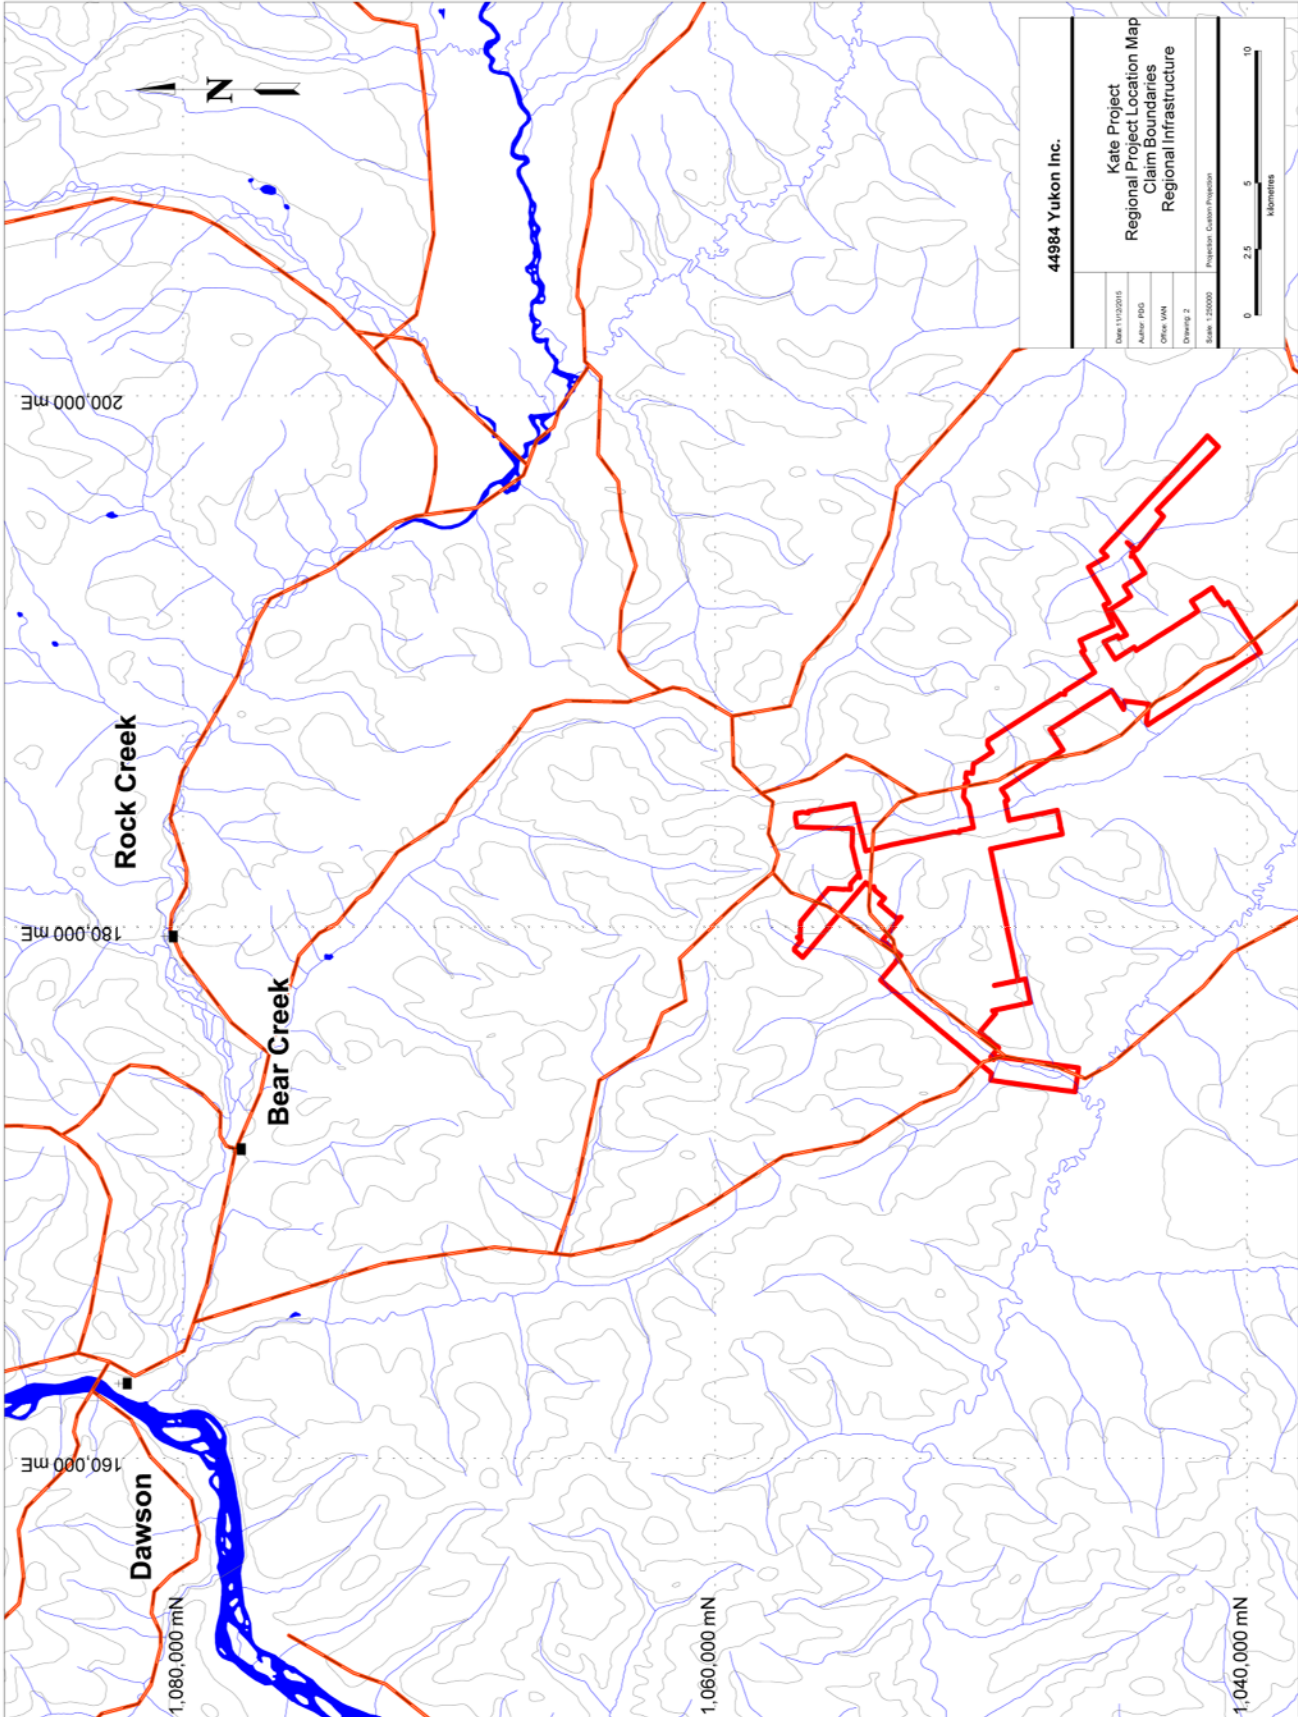 N
200,000 mE
Rock Creek
180,000 mE
Bear Creek
160,000 mE
Dawson
1,080,000 mN
1,060,000 mN
1,040,000 mN
44984 Yukon Inc.
Kate Project
Regional Project Location Map
Claim Boundaries
Regional Infrastructure
Date: 11/12/2015
Author: PDG
Office: VAN
Drawing: 2
Scale: 1:250000
Projection: Custom Projection
0 2.5 5 10
kilometres